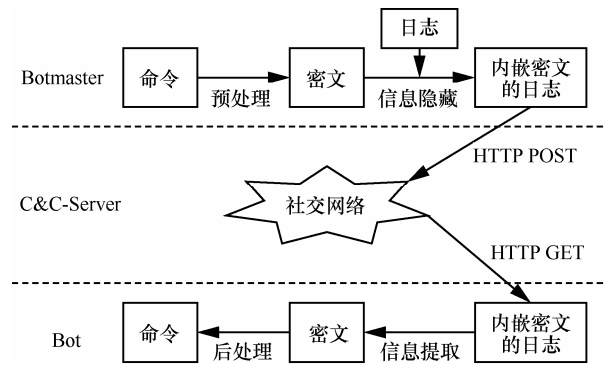 日志
Botmaster
命令
预处理
密文
信息隐藏
内嵌密文
的日志
HTTP POST
C&C-Server
社交网络
HTTP GET
Bot
命令
后处理
密文
信息提取
内嵌密文
的日志